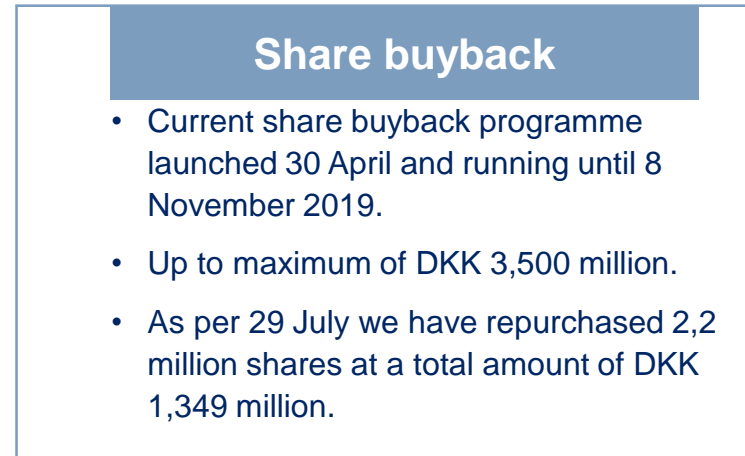 Share buyback
• Current share buyback programme
launched 30 April and running until 8
November 2019.
• Up to maximum of DKK 3,500 million.
• As per 29 July we have repurchased 2,2
million shares at a total amount of DKK
1,349 million.